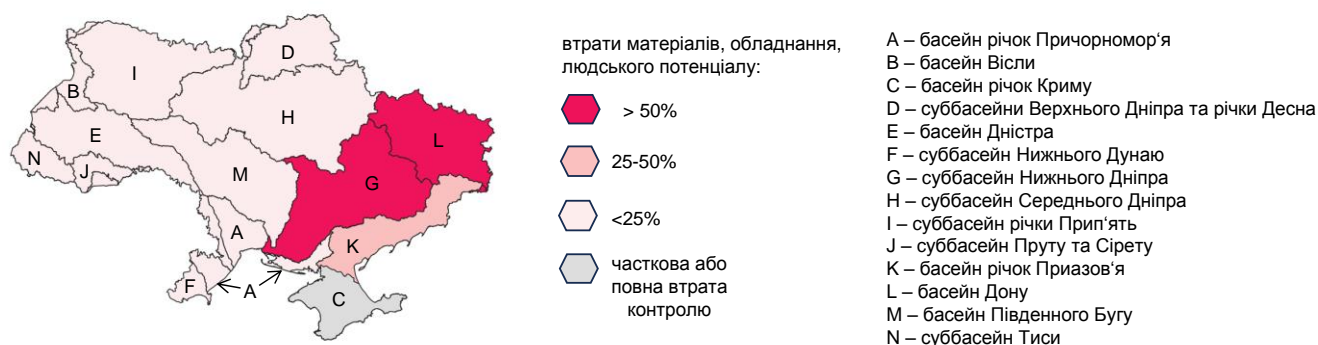 D
I
B
H
L
E
N
J
M
G
A
K
F
A
C
втрати матеріалів, обладнання,
людського потенціалу:
> 50%
25-50%
<25%
часткова або
повна втрата
контролю
A – басейн річок Причорномор‘я
B – басейн Вісли
C – басейн річок Криму
D – суббасейни Верхнього Дніпра та річки Десна
E – басейн Дністра
F – суббасейн Нижнього Дунаю
G – суббасейн Нижнього Дніпра
H – суббасейн Середнього Дніпра
I – суббасейн річки Прип‘ять
J – суббасейн Пруту та Сірету
K – басейн річок Приазов‘я
L – басейн Дону
M – басейн Південного Бугу
N – суббасейн Тиси